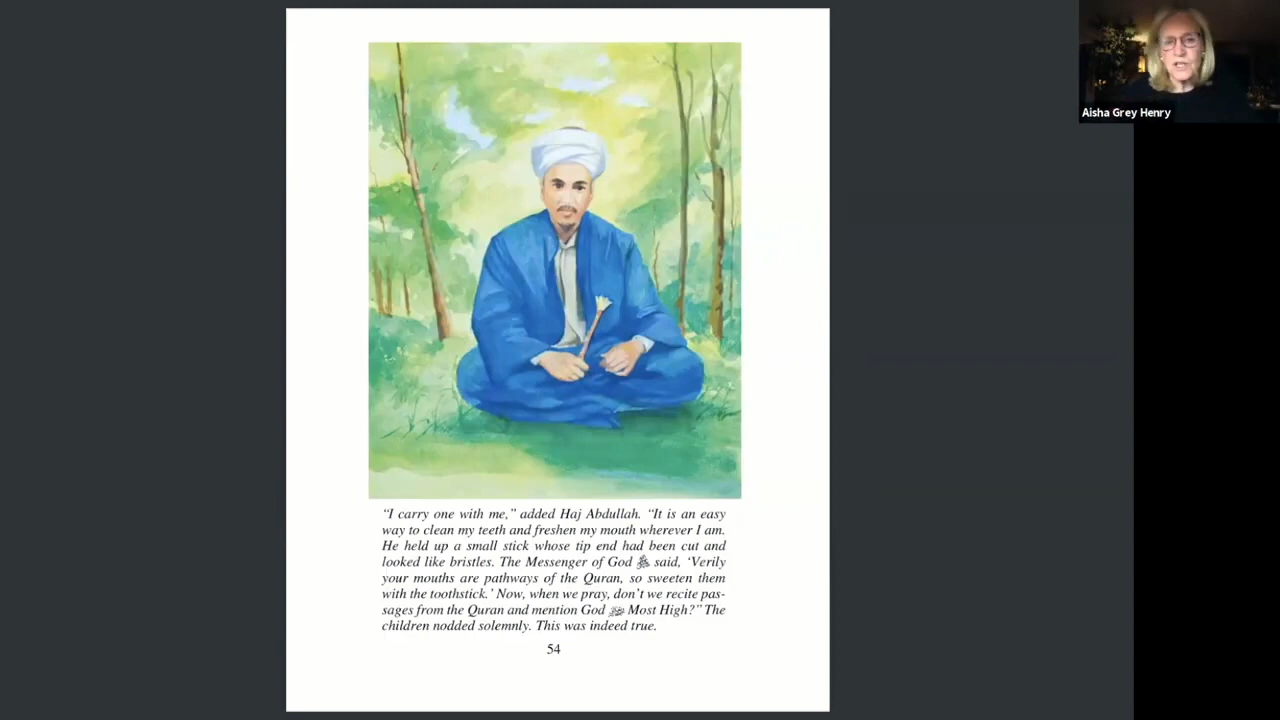 “I carry one with me,” added Haj Abdullah. “It is an easy
way to clean my teeth and freshen my mouth wherever I am.
He held up a small stick whose tip end had been cut and
looked like bristles. The Messenger of God ﷺ said, ‘Verily
your mouths are pathways of the Quran, so sweeten them
with the toothstick.’ Now, when we pray, don’t we recite pas-
sages from the Quran and mention God Most High?” The
children nodded solemnly. This was indeed true.
54
Aisha Grey Henry